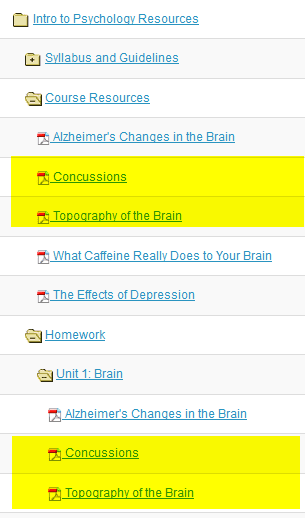 Intro to Psychology Resources
Syllabus and Guidelines
Course Resources
Alzheimer's Changes in the Brain
Concussions
Topography of the Brain
What Caffeine Really Does to Your Brain
The Effects of Depression
Homework
Unit 1: Brain
Alzheimer's Changes in the Brain
Concussions
Topography of the Brain